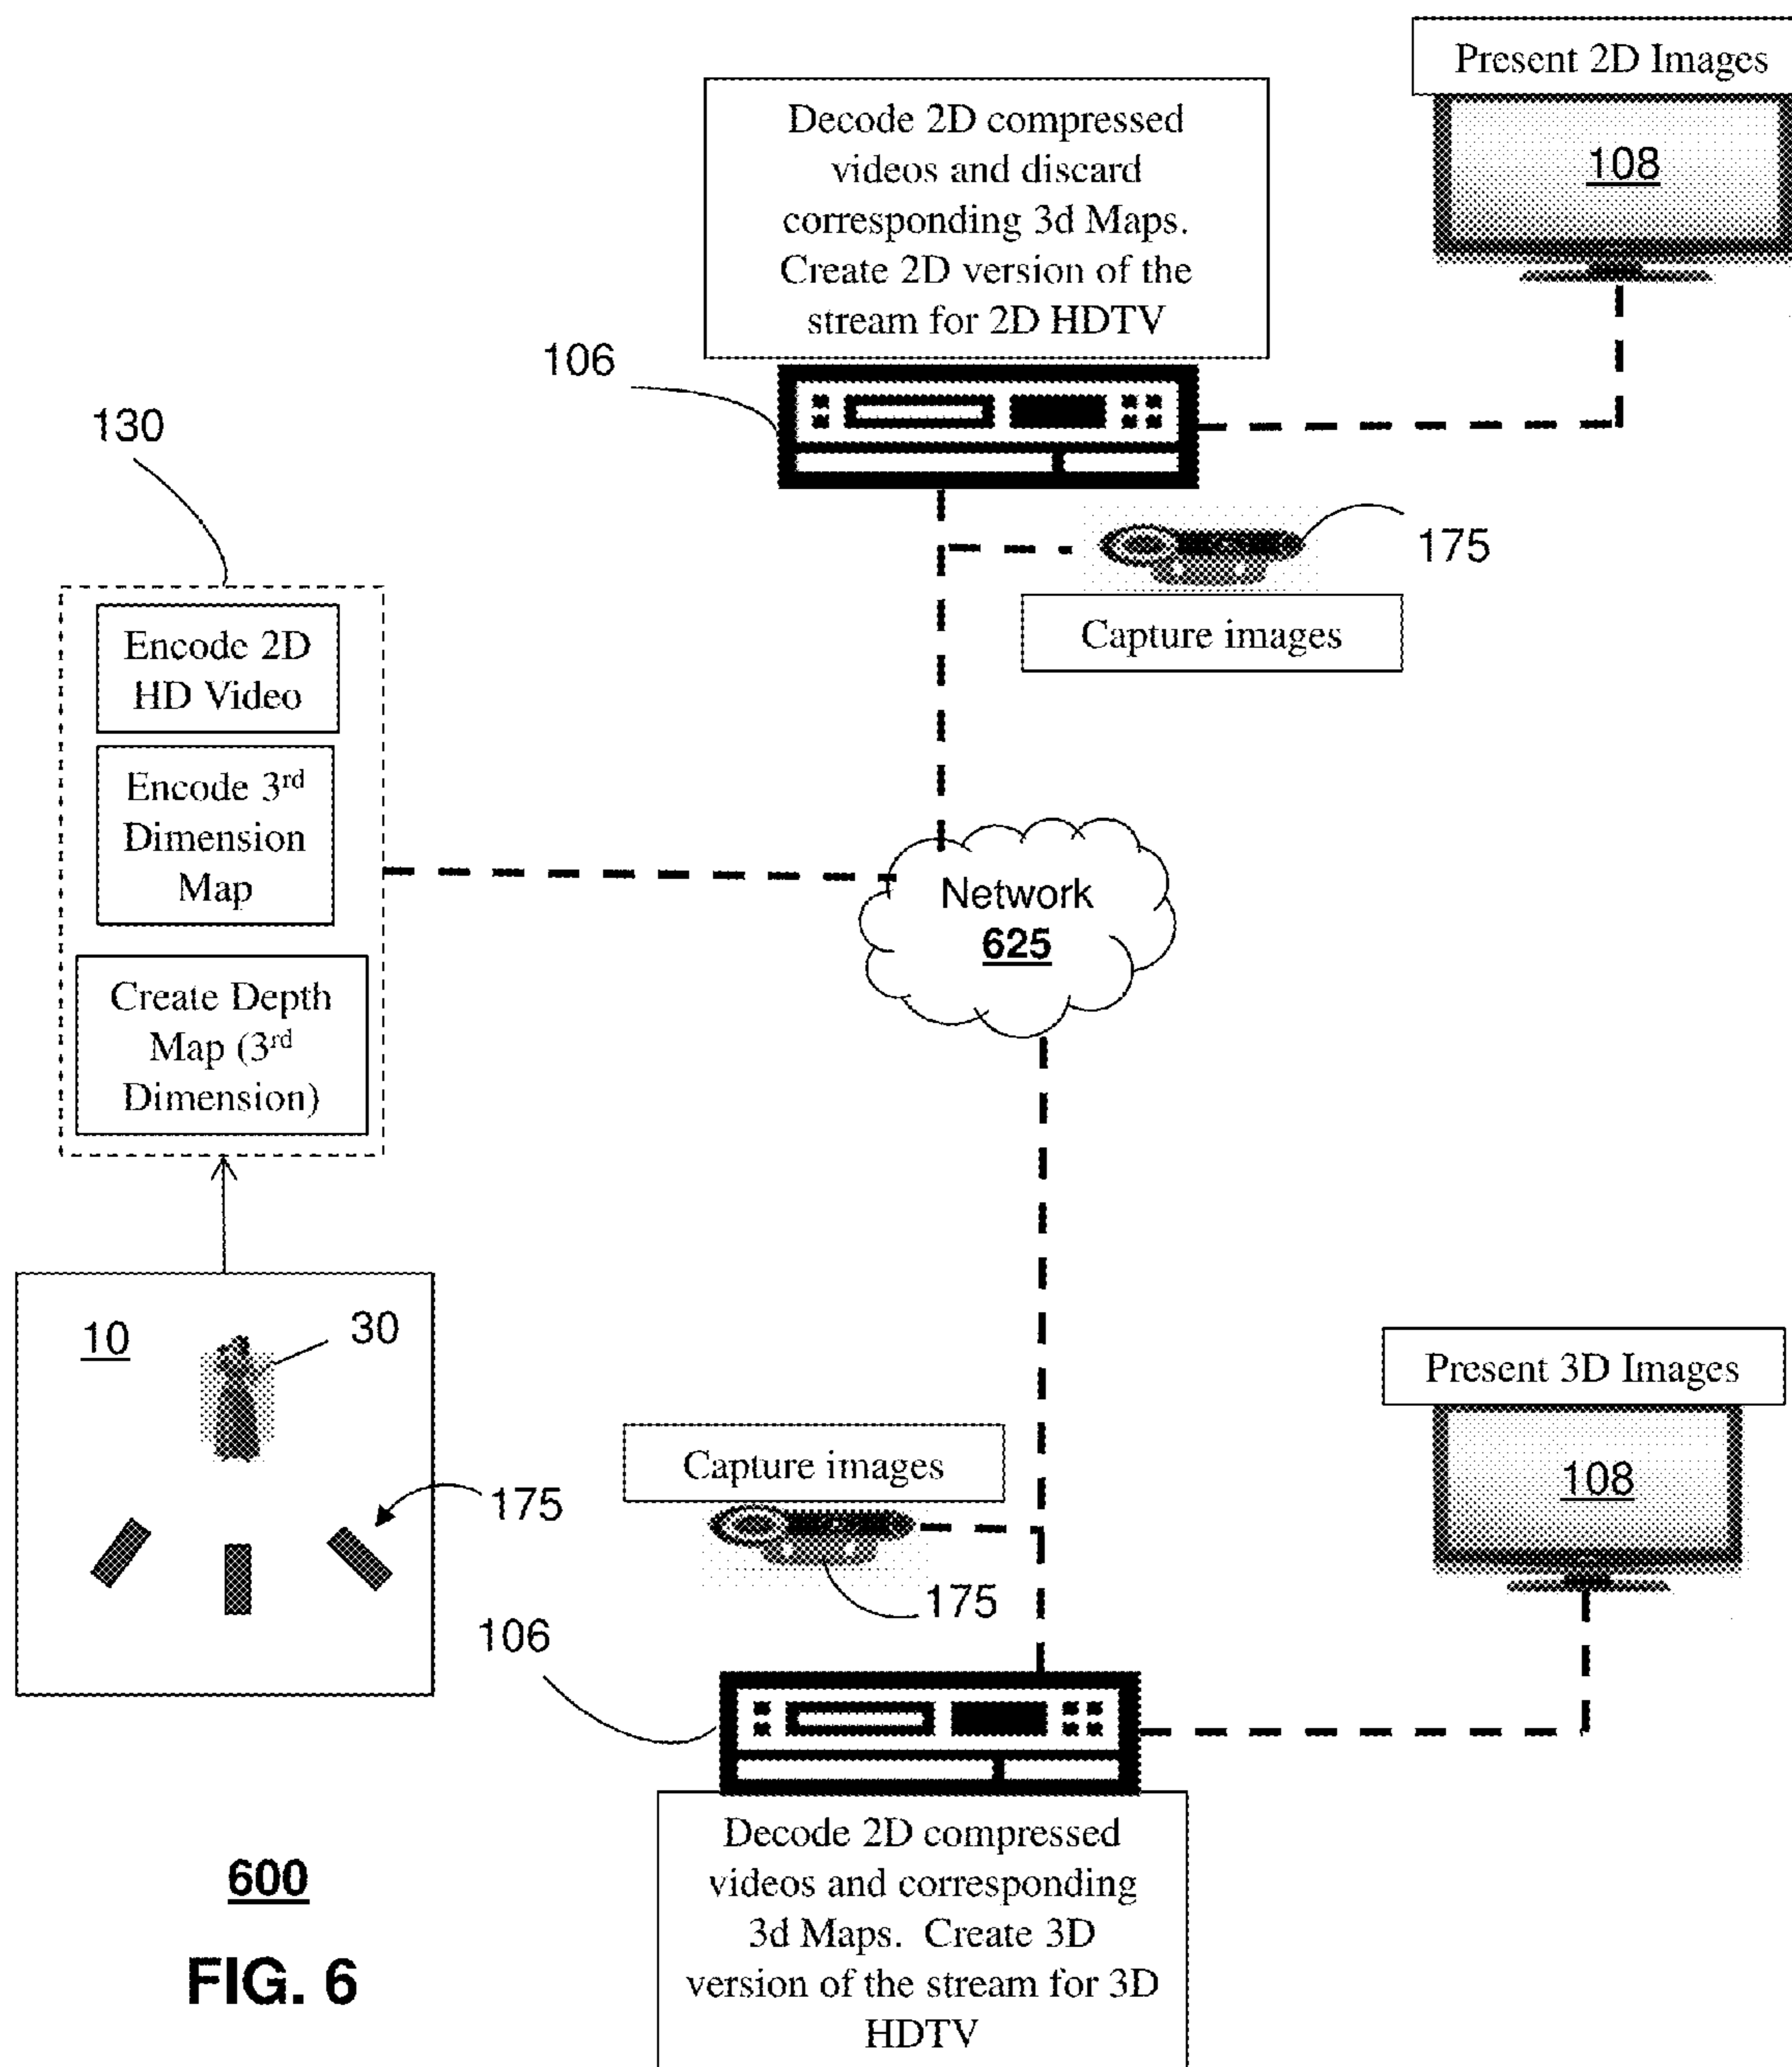 Present 2D Images
108
Decode 2D compressed
videos and discard
corresponding 3d Maps.
Create 2D version of the
stream for 2D HDTV
106
175
Capture images
130
Encode 2D
HD Video
Encode 3rd
Dimension
Map
Create Depth
Map (3rd
Dimension)
Network
625
10
30
175
Capture images
175
Present 3D Images
108
106
Decode 2D compressed
videos and corresponding
3d Maps. Create 3D
version of the stream for 3D
HDTV
600
FIG. 6